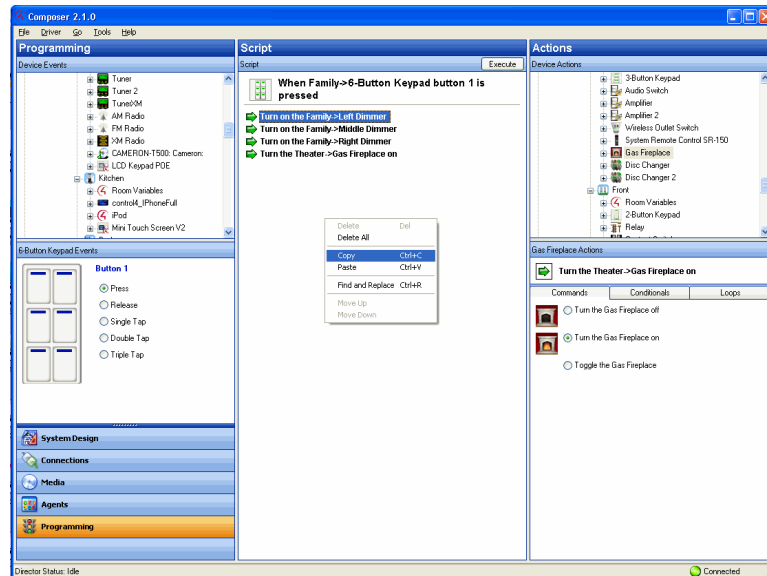 Composer 2.1.0
File Driver Go Tools Help
Programming
Device Events
Tuner
Tuner 2
TunerXM
AM Radio
FM Radio
XM Radio
CAMERON-T500: Cameron:
LCD Keypad POE
Kitchen
Room Variables
control4_IPhoneFull
iPod
Mini Touch Screen V2
6-Button Keypad Events
Button 1
Press
Release
Single Tap
Double Tap
Triple Tap
System Design
Connections
Media
Agents
Programming
Director Status: Idle
Script
Script Execute
When Family->6-Button Keypad button 1 is
pressed
Turn on the Family->Left Dimmer
Turn on the Family->Middle Dimmer
Turn on the Family->Right Dimmer
Turn the Theater->Gas Fireplace on
Delete Del
Delete All
Copy Ctrl+C
Paste Ctrl+V
Find and Replace Ctrl+R
Move Up
Move Down
Actions
Device Actions
3-Button Keypad
Audio Switch
Amplifier
Amplifier 2
Wireless Outlet Switch
System Remote Control SR-150
Gas Fireplace
Disc Changer
Disc Changer 2
Front
Room Variables
2-Button Keypad
Relay
Gas Fireplace Actions
Turn the Theater->Gas Fireplace on
Commands Conditionals Loops
Turn the Gas Fireplace off
Turn the Gas Fireplace on
Toggle the Gas Fireplace
Connected